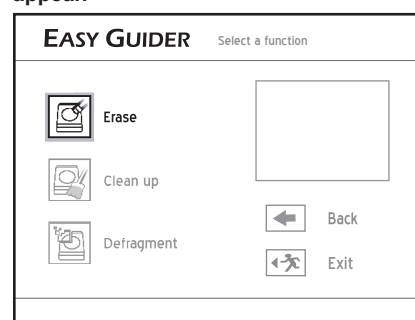 EASY GUIDER Select a function
Erase
Clean up
Defragment
Back
Exit